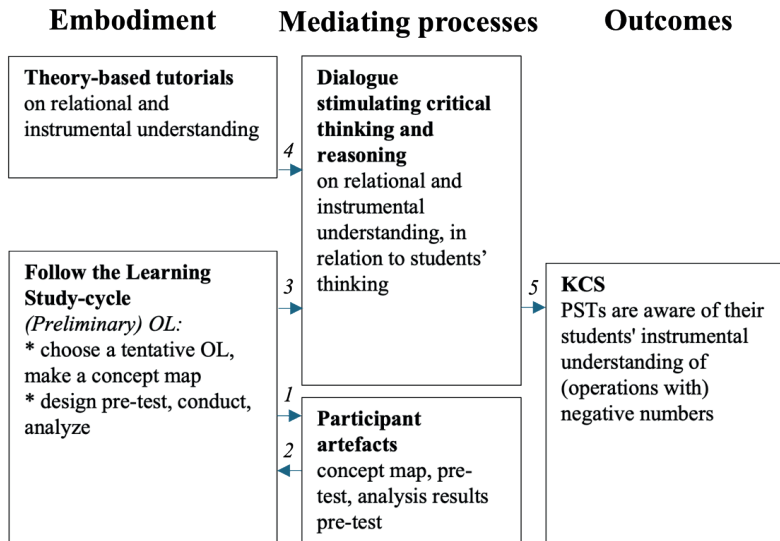 Embodiment
Mediating processes
Outcomes
Theory-based tutorials
on relational and
instrumental understanding
4
Dialogue
stimulating critical
thinking and
reasoning
on relational and
instrumental
understanding, in
relation to students’
thinking
Follow the Learning
Study-cycle
(Preliminary) OL:
* choose a tentative OL,
make a concept map
* design pre-test, conduct,
analyze
3
1
2
Participant
artefacts
concept map, pre-
test, analysis results
pre-test
5
KCS
PSTs are aware of their
students' instrumental
understanding of
(operations with)
negative numbers